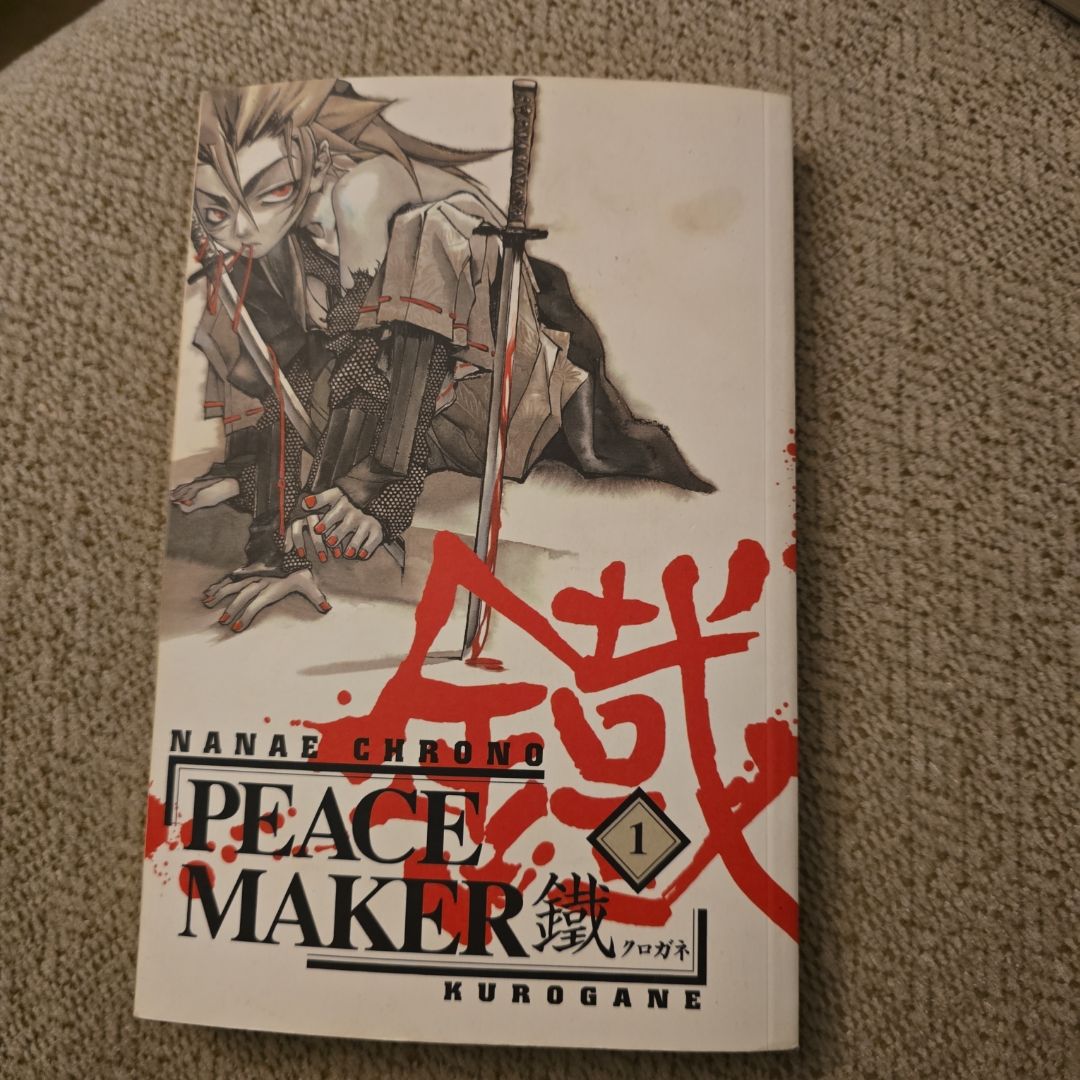 鐵
NANAE CHRONO
PEACE
1
MAKER鐵クロガネ
KUROGANE